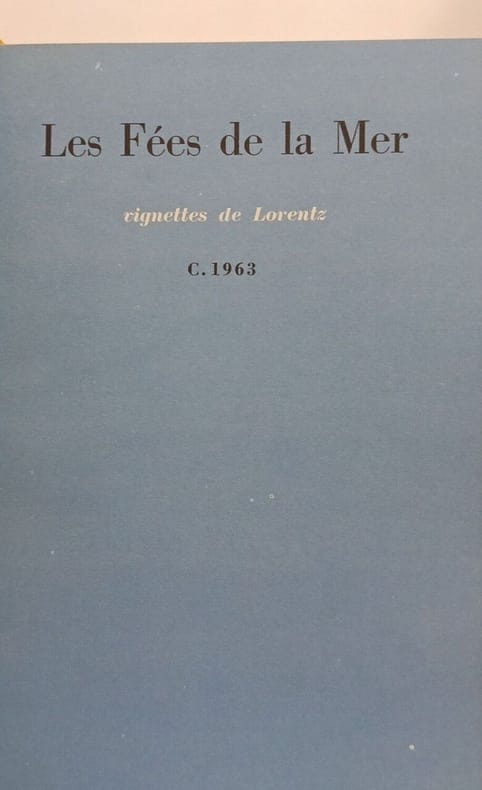 Les Fées de la Mer
vignettes de Lorentz
C. 1963